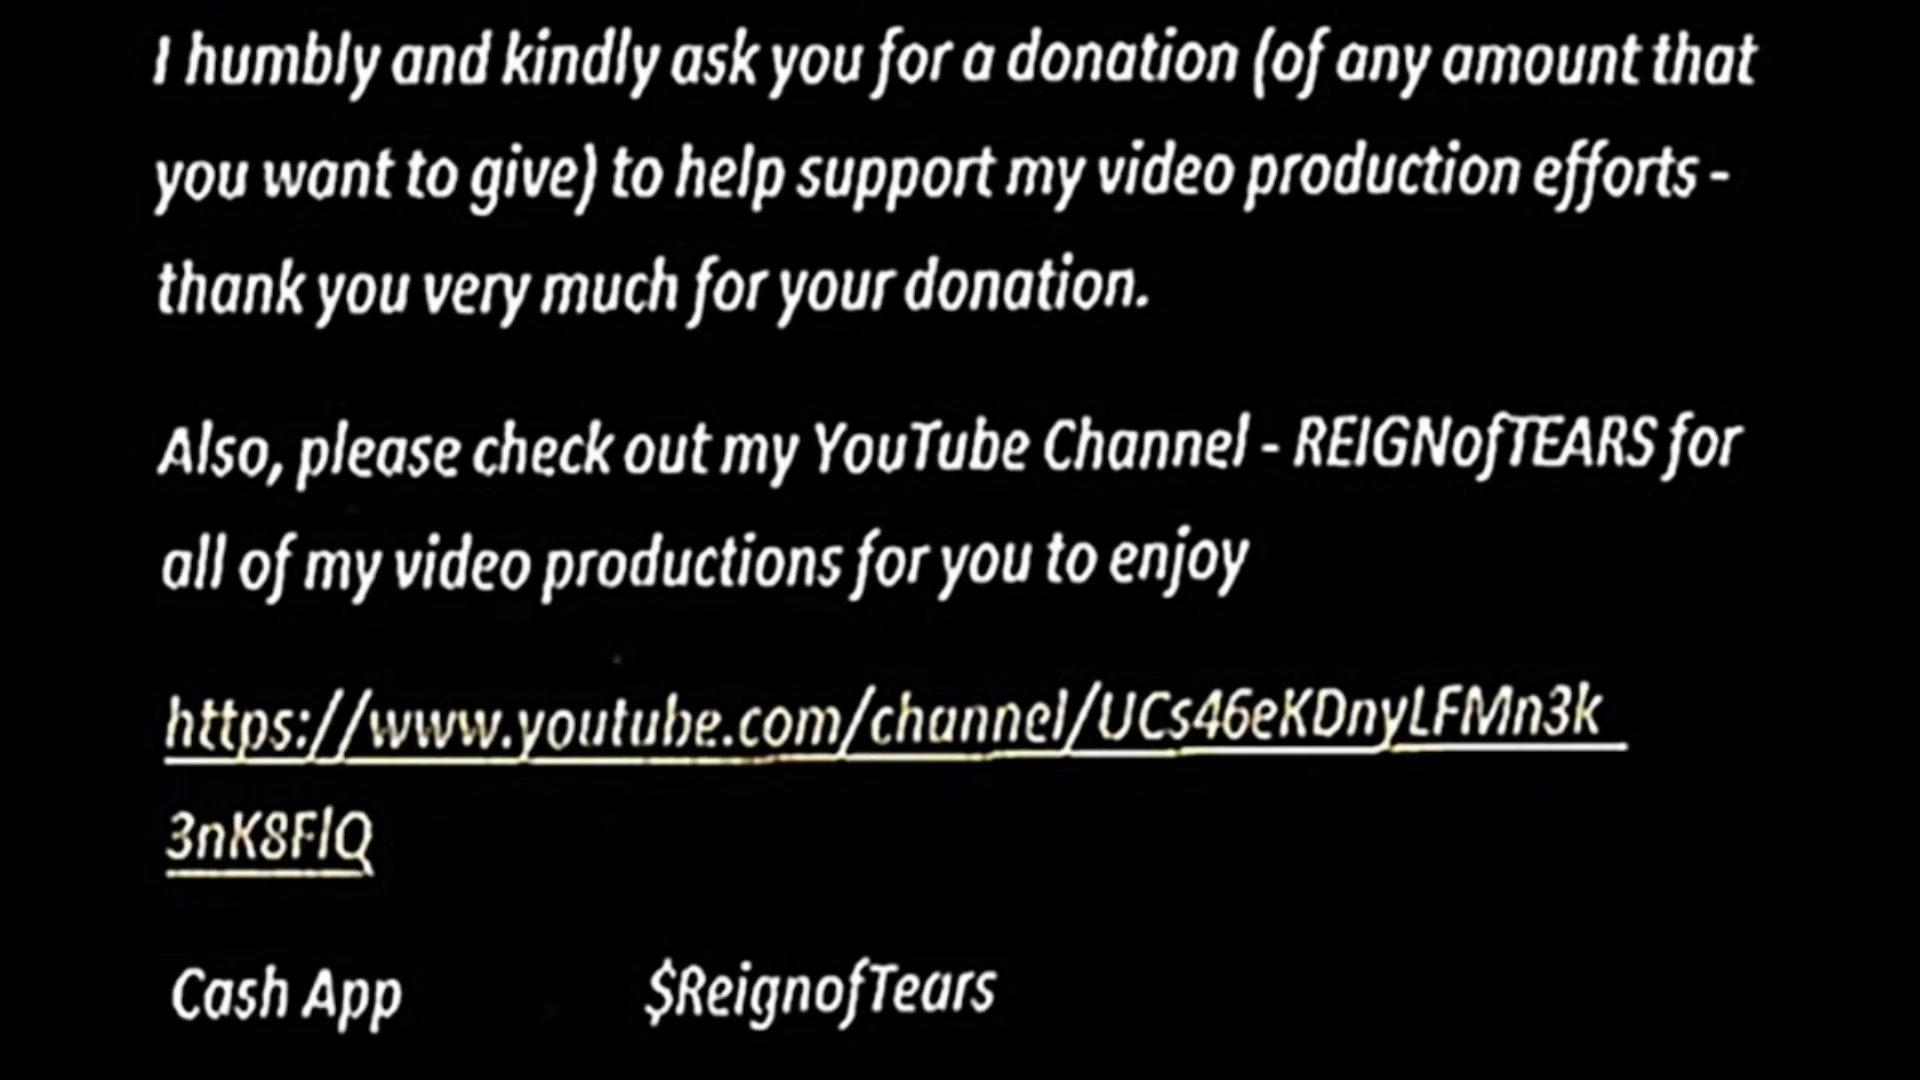 I humbly and kindly ask you for a donation (of any amount that
you want to give) to help support my video production efforts -
thank you very much for your donation.
Also, please check out my YouTube Channel - REIGNofTEARS for
all of my video productions for you to enjoy
https://www.youtube.com/channel/UCs46eKDnyLFMn3k
3nK8FlQ
Cash App $ReignofTears